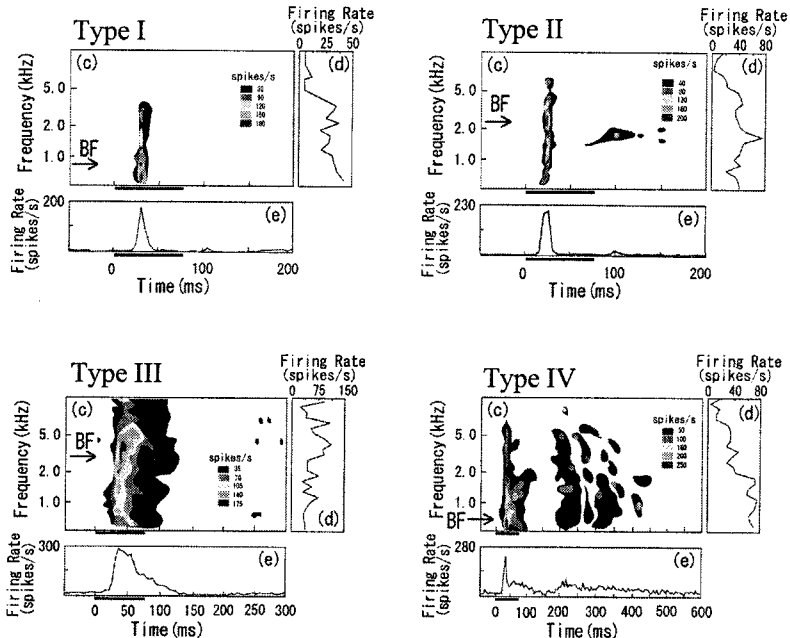 Type I
Firing Rate
(spikes/s)
0 25 50
(c)
(d)
spikes/s
120
150
180
Frequency (kHz)
5.0
2.0
1.0
BF
200
(e)
Firing Rate
(spikes/s)
0 100 200
Time (ms)
Type II
Firing Rate
(spikes/s)
0 40 80
(c)
(d)
spikes/s
40
80
120
160
200
Frequency (kHz)
5.0
2.0
1.0
BF
230
(e)
Firing Rate
(spikes/s)
0 100 200
Time (ms)
Type III
Firing Rate
(spikes/s)
0 75 150
(c)
(d)
spikes/s
35
70
105
140
175
Frequency (kHz)
5.0
2.0
1.0
BF
300
(e)
Firing Rate
(spikes/s)
0 50 100 150 200 250 300
Time (ms)
Type IV
Firing Rate
(spikes/s)
0 40 80
(c)
(d)
spikes/s
50
100
200
250
Frequency (kHz)
5.0
2.0
1.0
BF
280
(e)
Firing Rate
(spikes/s)
0 100 200 300 400 500 600
Time (ms)